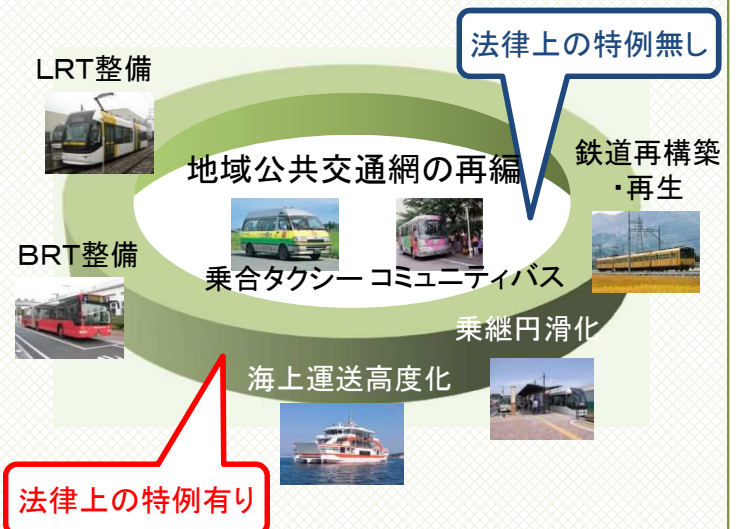 法律上の特例無し
LRT整備
鉄道再構築
・再生
地域公共交通網の再編
BRT整備
乗合タクシー コミュニティバス
乗継円滑化
海上運送高度化
法律上の特例有り